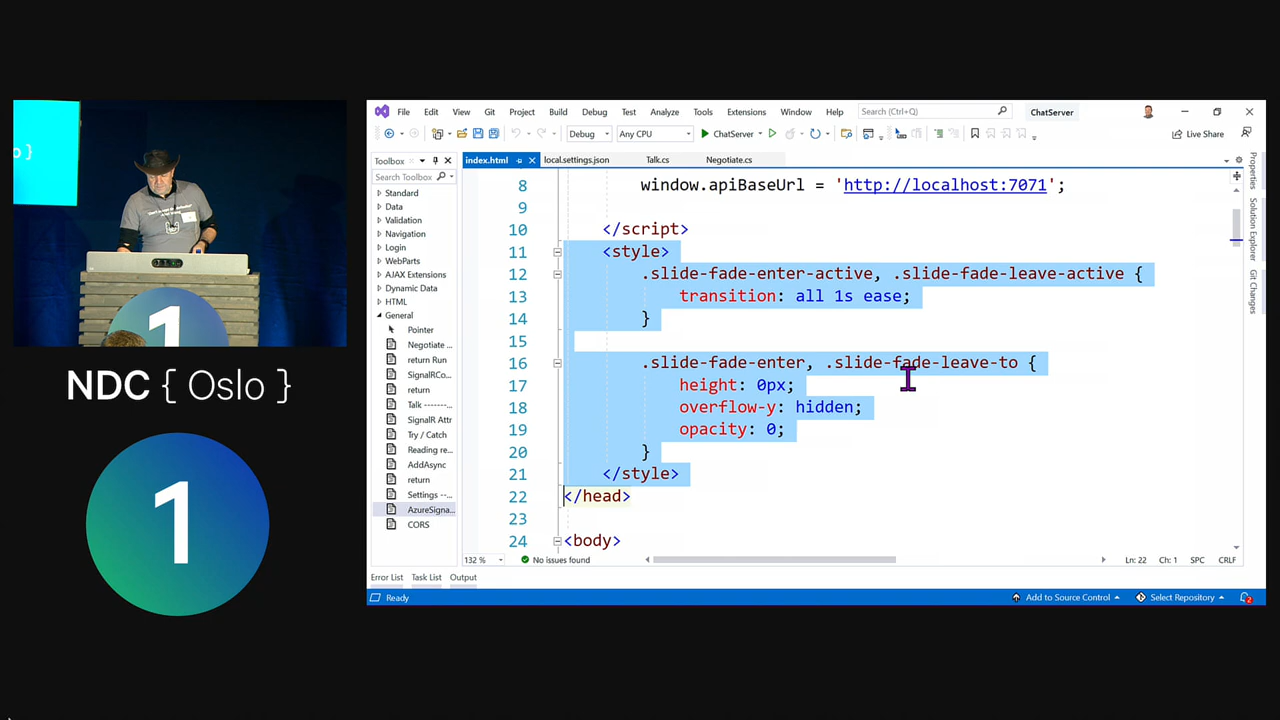 o }
1
NDC { Oslo }
1
File Edit View Git Project Build Debug Test Analyze Tools Extensions Window Help Search (Ctrl+Q) ChatServer
Debug Any CPU ChatServer Live Share
Toolbox
Search Toolbox
Standard
Data
Validation
Navigation
Login
WebParts
AJAX Extensions
Dynamic Data
HTML
General
Pointer
Negotiate ...
return Run
SignalRCo...
return
Talk -------...
SignalR Attr
Try / Catch
Reading re...
AddAsync
return
Settings --...
AzureSigna...
CORS
index.html local.settings.json Talk.cs Negotiate.cs
8 window.apiBaseUrl = 'http://localhost:7071';
9
10 </script>
11 <style>
12 .slide-fade-enter-active, .slide-fade-leave-active {
13 transition: all 1s ease;
14 }
15
16 .slide-fade-enter, .slide-fade-leave-to {
17 height: 0px;
18 overflow-y: hidden;
19 opacity: 0;
20 }
21 </style>
22 </head>
23
24 <body>
132 % No issues found Ln: 22 Ch: 1 SPC CRLF
Properties
Solution Explorer
Git Changes
Error List Task List Output
Ready Add to Source Control Select Repository 2